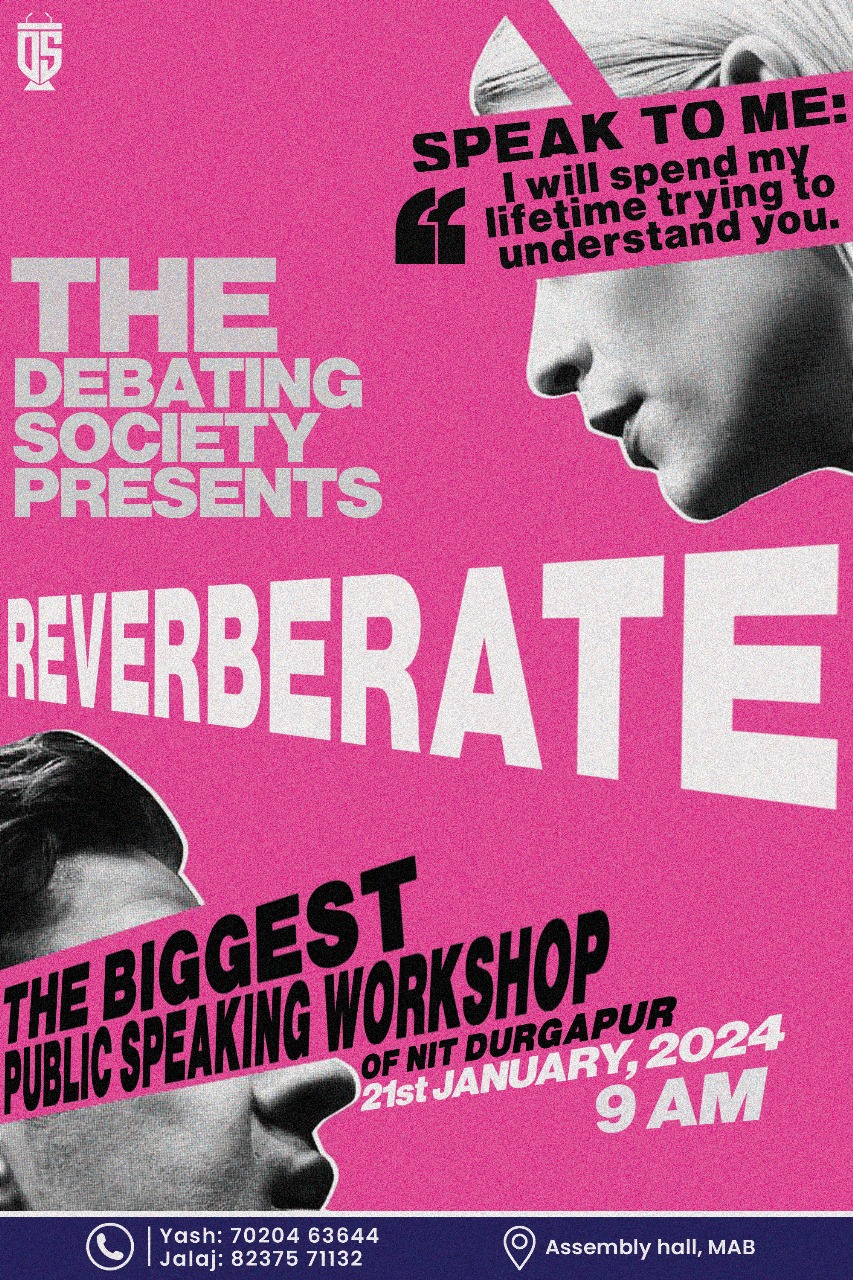 DS
SPEAK TO ME:
I will spend my
lifetime trying to
understand you.
THE
DEBATING
SOCIETY
PRESENTS
REVERBERATE
THE BIGGEST
PUBLIC SPEAKING WORKSHOP
OF NIT DURGAPUR
21st JANUARY, 2024
9 AM
Yash: 70204 63644
Jalaj: 82375 71132
Assembly hall, MAB